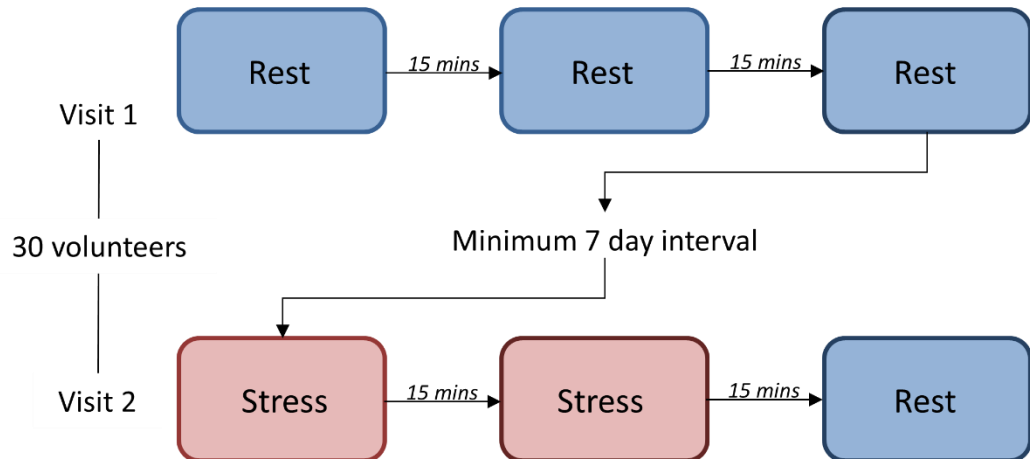 Rest
15 mins
Rest
15 mins
Rest
Visit 1
30 volunteers
Minimum 7 day interval
Visit 2
Stress
15 mins
Stress
15 mins
Rest